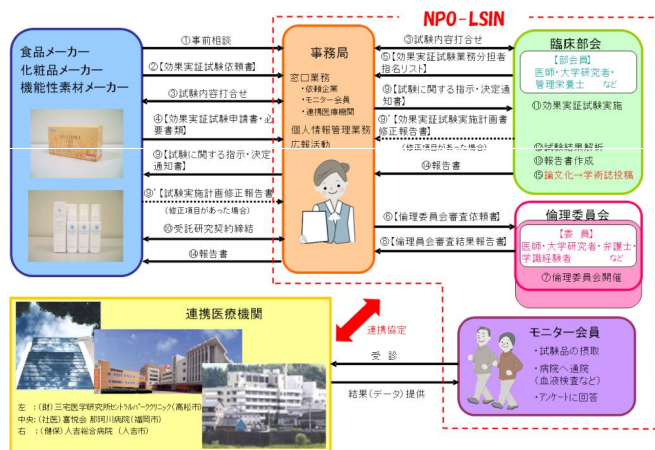 NPO-LSIN
食品メーカー
化粧品メーカー
機能性素材メーカー
①事前相談
②【効果実証試験依頼書】
③試験内容打合せ
④【効果実証試験申請書・必
要書類】
⑨【試験に関する指示・決定
通知書】
⑨'【試験実施計画修正報告書】
(修正項目があった場合)
⑩受託研究契約締結
⑭報告書
事務局
窓口業務
・依頼企業
・モニター会員
・連携医療機関
個人情報管理業務
広報活動
③試験内容打合せ
⑤【効果実証試験業務分担者
指名リスト】
⑨【試験に関する指示・決定通
知書】
⑨'【効果実証試験実施計画書
修正報告書】
(修正項目があった場合)
⑭報告書
⑥【倫理委員会審査依頼書】
⑧【倫理員会審査結果報告書】
臨床部会
【部会員】
医師・大学研究者・
管理栄養士 など
⑪効果実証試験実施
⑫試験結果解析
⑬報告書作成
⑮論文化→学術誌投稿
倫理委員会
【委 員】
医師・大学研究者・弁護士・
学識経験者 など
⑦倫理委員会開催
連携医療機関
左 :(財)三宅医学研究所セントラルパーククリニック(高松市)
中央:(社医)喜悦会 那珂川病院(福岡市)
右 :(健保)人吉総合病院 (人吉市)
連携協定
受 診
結果(データ)提供
モニター会員
・試験品の摂取
・病院へ通院
(血液検査など)
・アンケートに回答